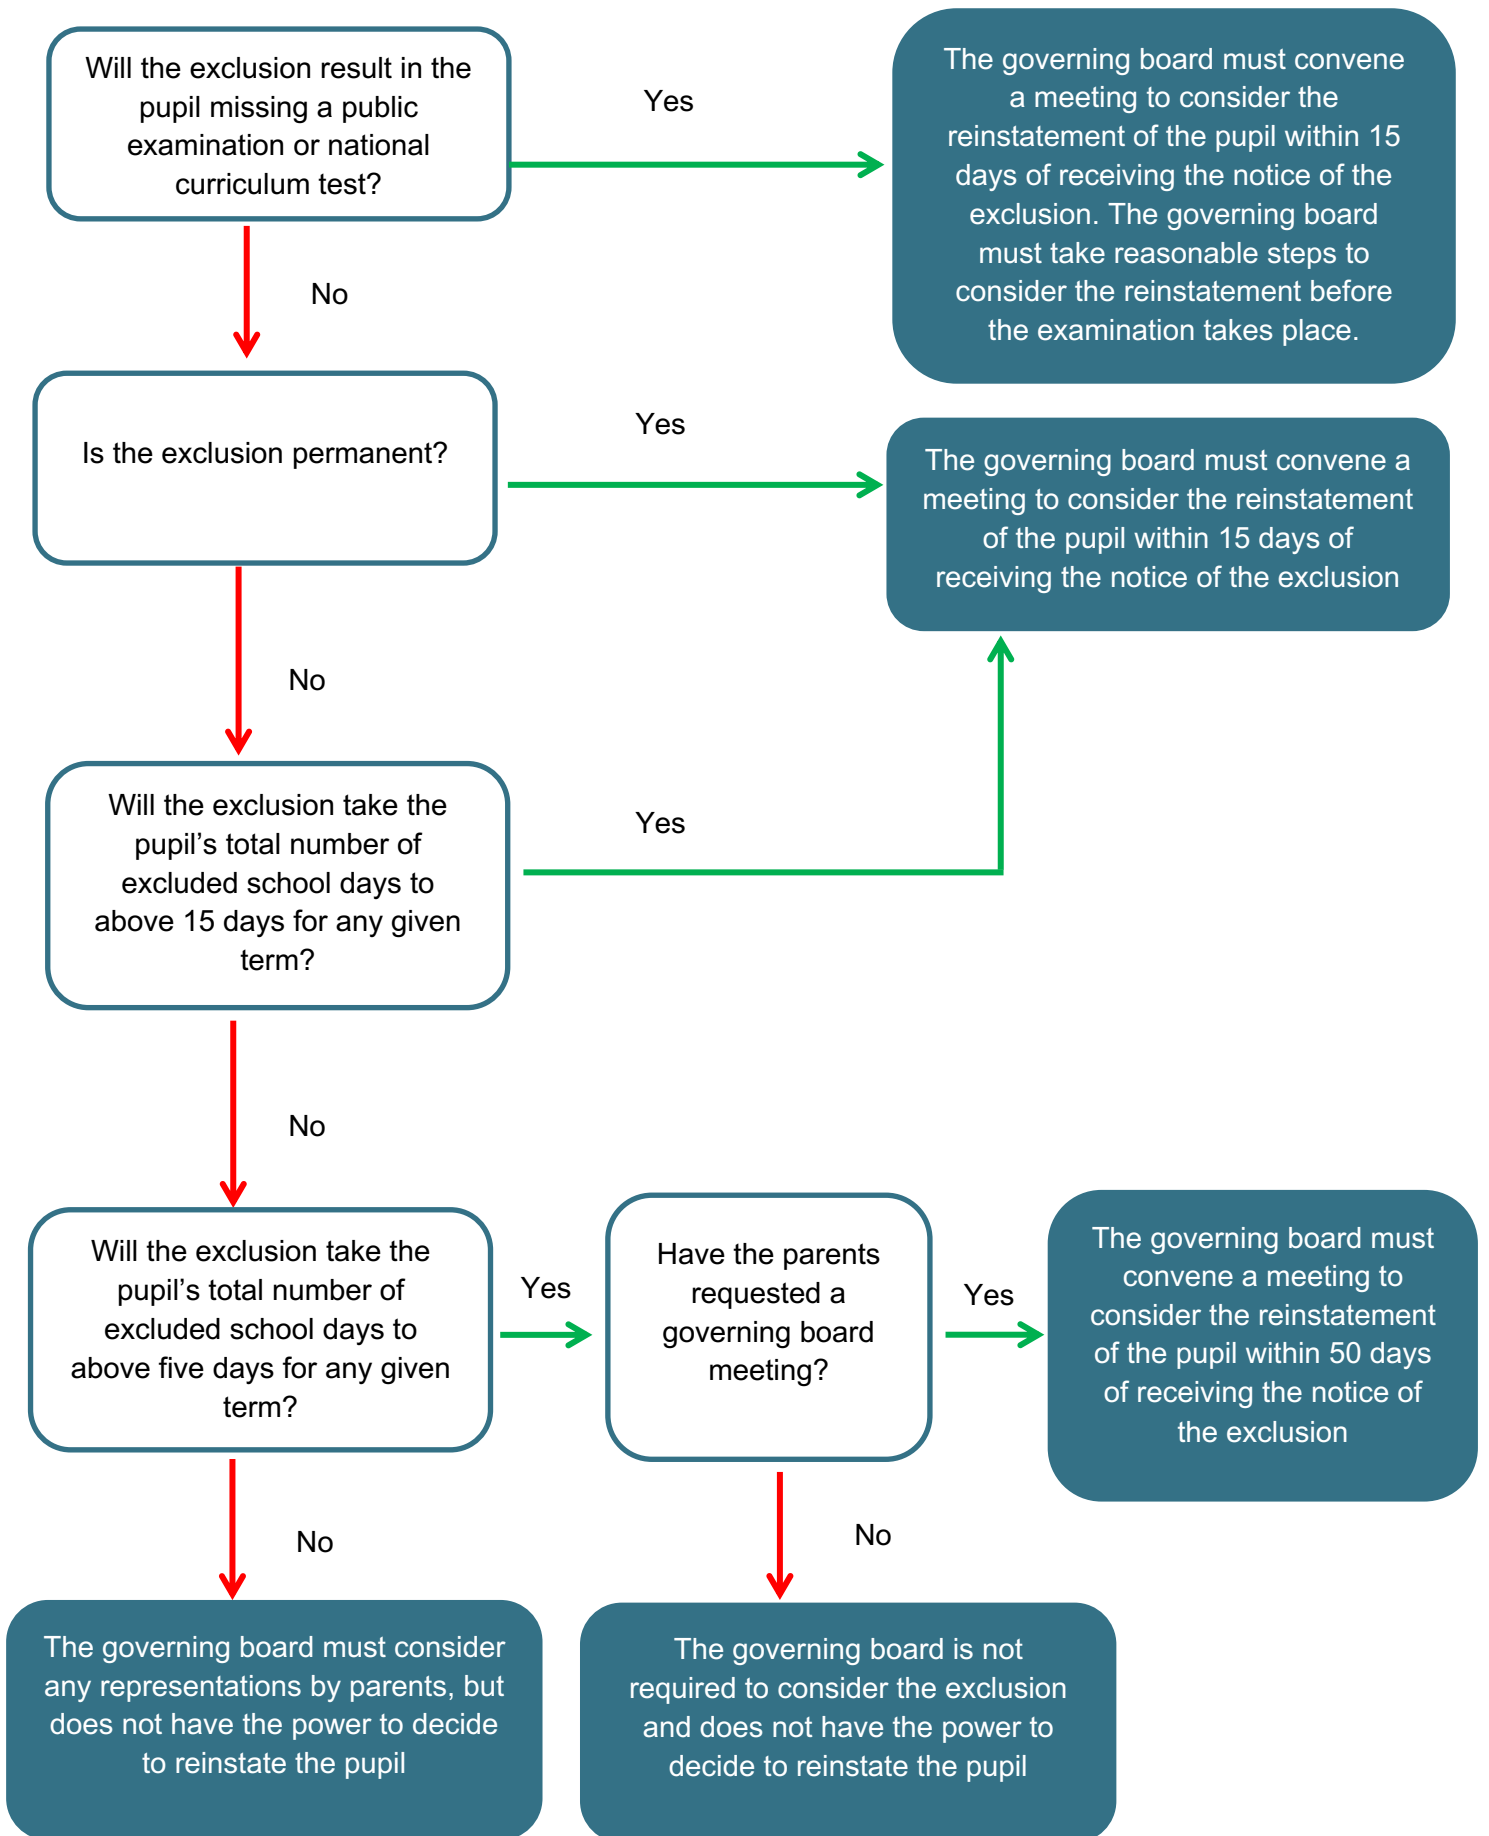 Will the exclusion result in the
pupil missing a public
examination or national
curriculum test?
Yes
The governing board must convene
a meeting to consider the
reinstatement of the pupil within 15
days of receiving the notice of the
exclusion. The governing board
must take reasonable steps to
consider the reinstatement before
the examination takes place.
No
Is the exclusion permanent?
Yes
The governing board must convene a
meeting to consider the reinstatement
of the pupil within 15 days of
receiving the notice of the exclusion
No
Will the exclusion take the
pupil’s total number of
excluded school days to
above 15 days for any given
term?
Yes
No
Will the exclusion take the
pupil’s total number of
excluded school days to
above five days for any given
term?
Yes
Have the parents
requested a
governing board
meeting?
Yes
The governing board must
convene a meeting to
consider the reinstatement
of the pupil within 50 days
of receiving the notice of
the exclusion
No
No
The governing board must consider
any representations by parents, but
does not have the power to decide
to reinstate the pupil
The governing board is not
required to consider the exclusion
and does not have the power to
decide to reinstate the pupil